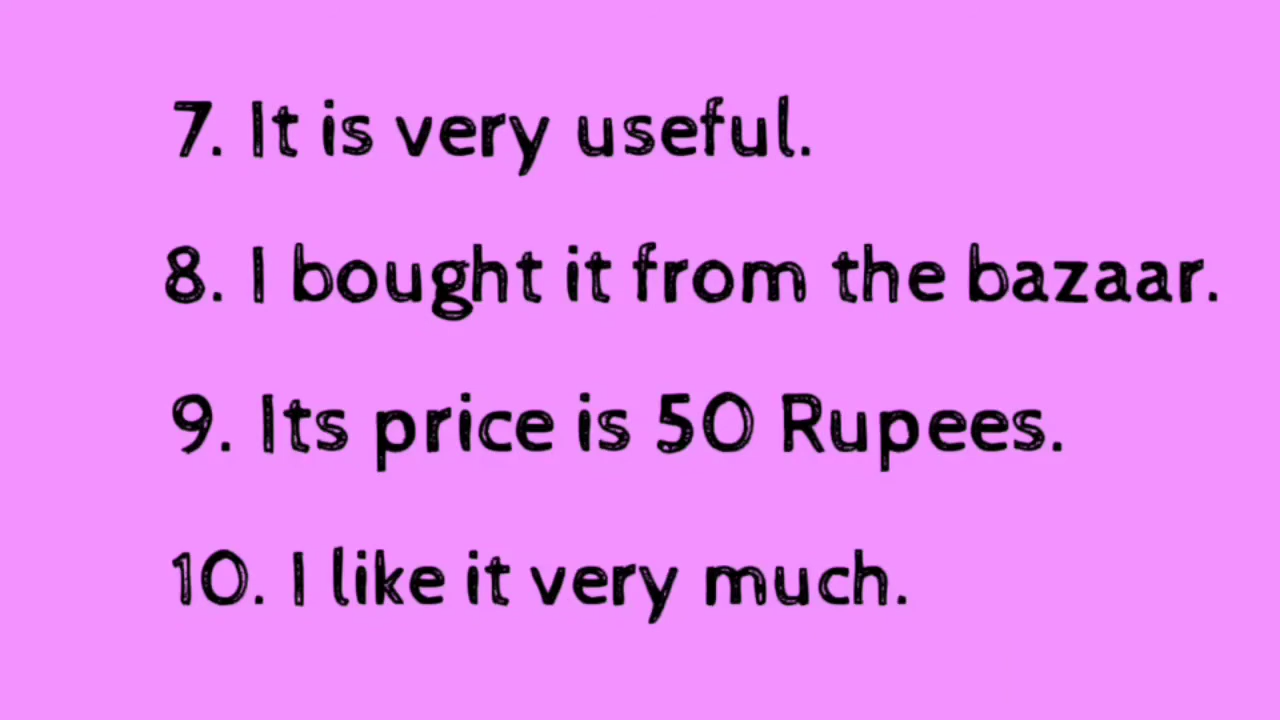 7. It is very useful.
8. I bought it from the bazaar.
9. Its price is 50 Rupees.
10. I like it very much.